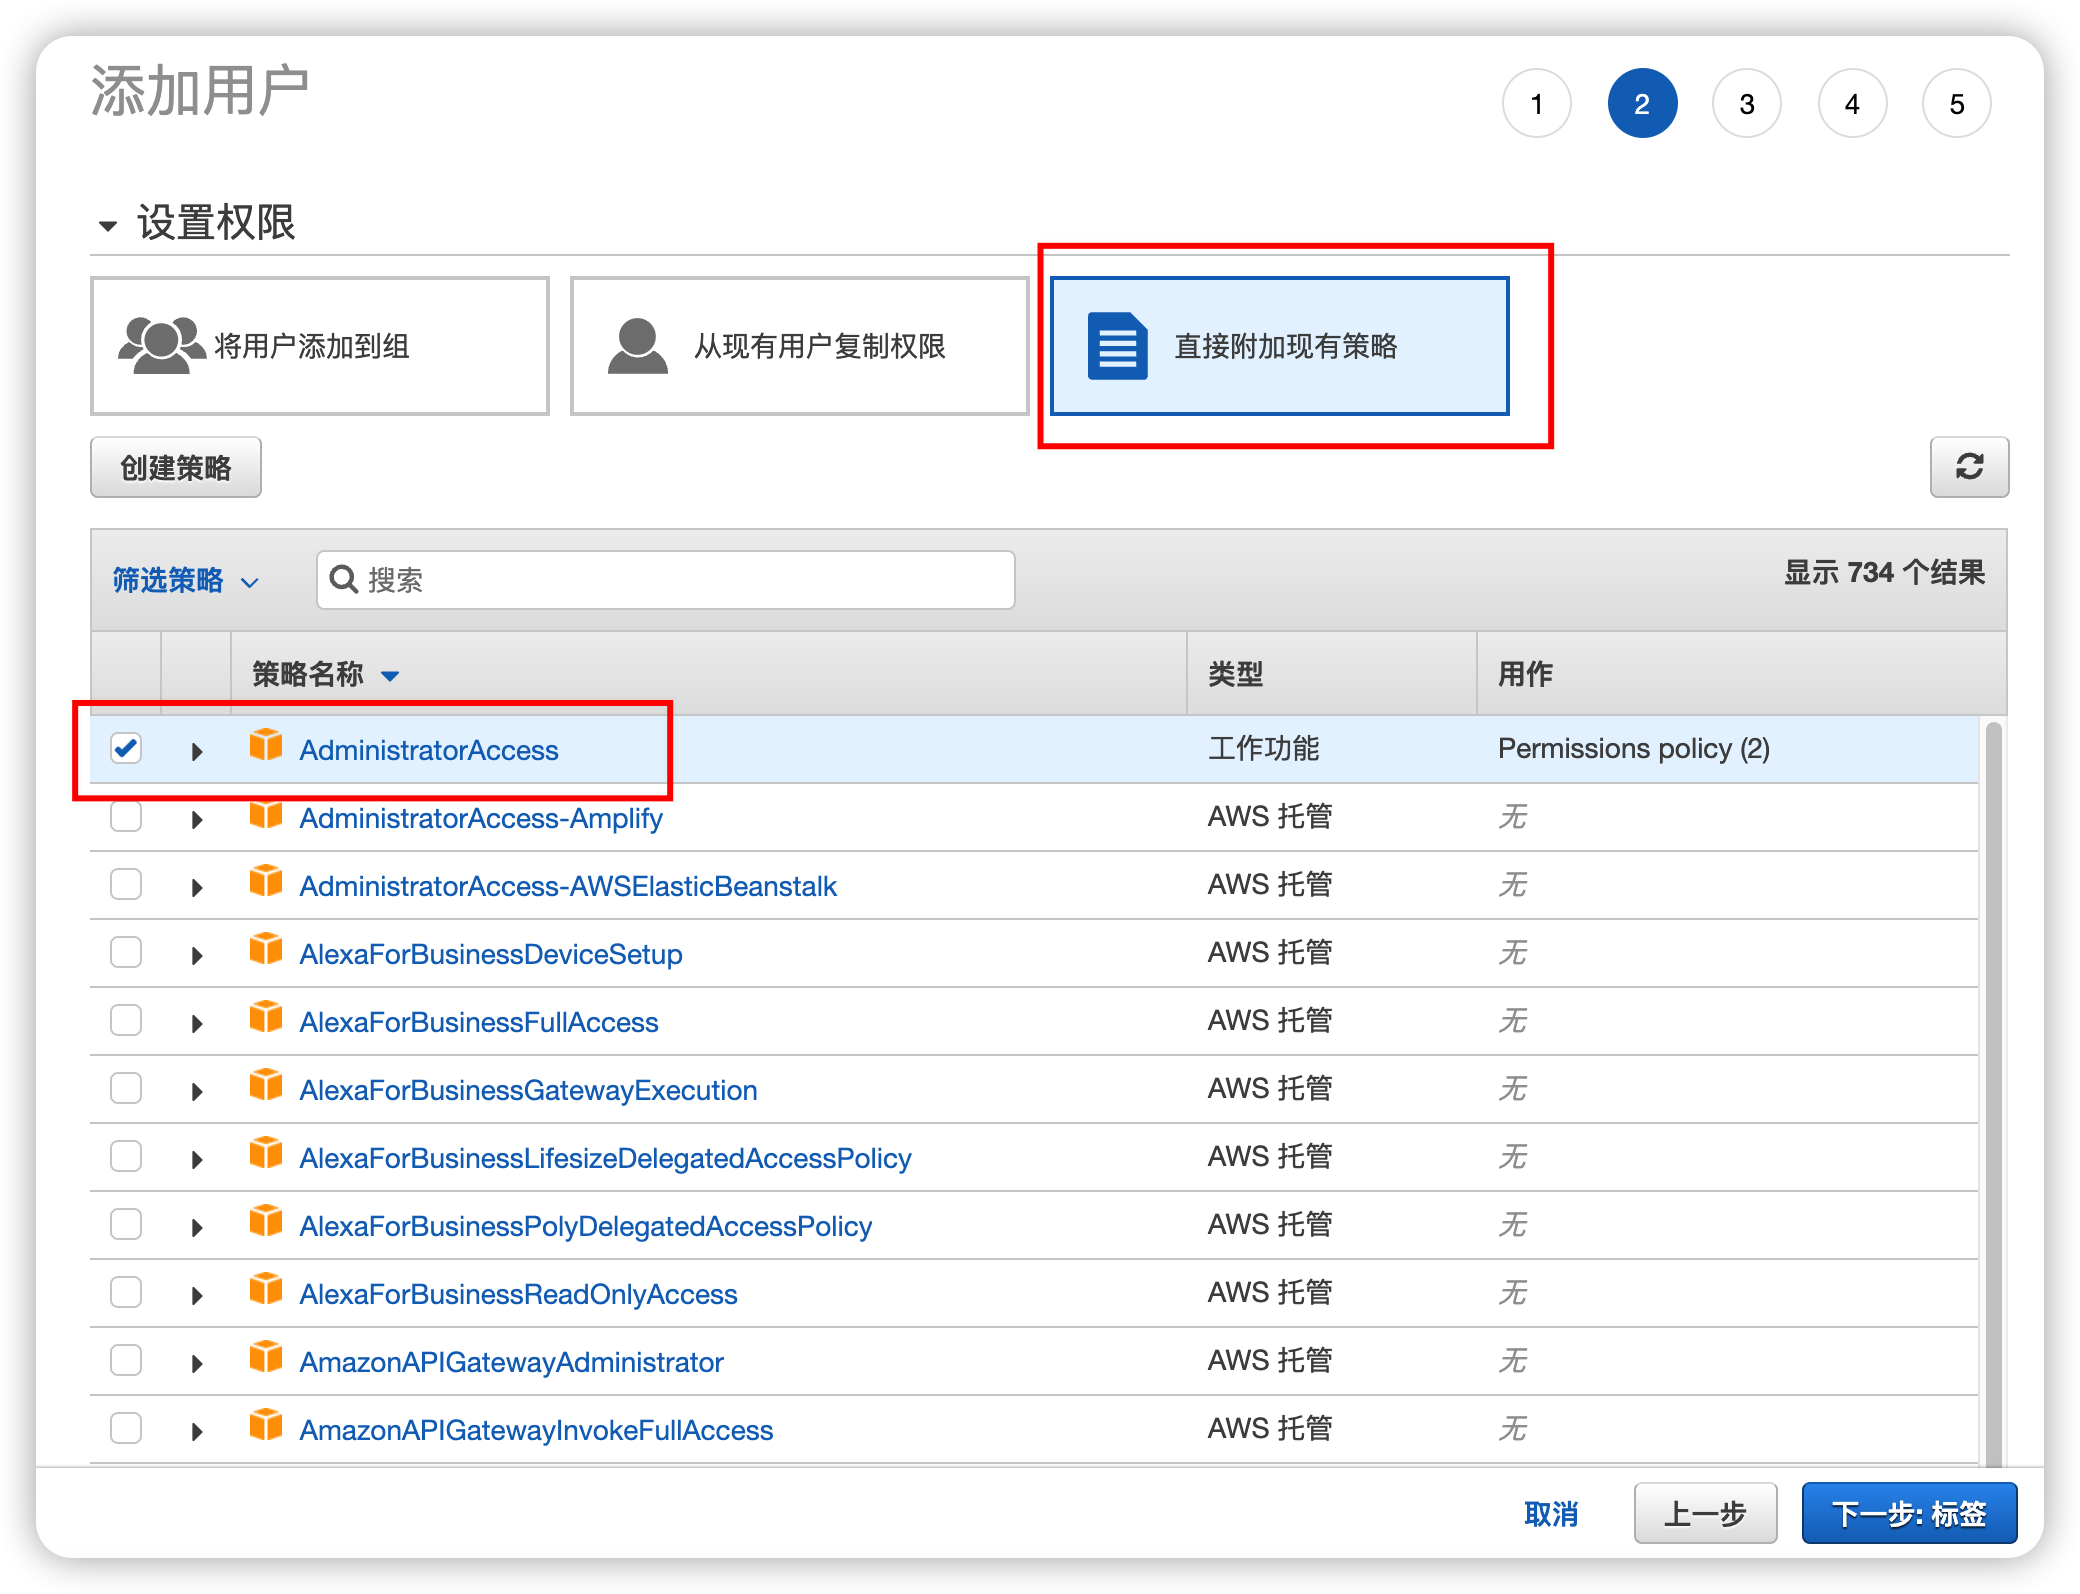 添加用户
1 2 3 4 5
设置权限
将用户添加到组 从现有用户复制权限 直接附加现有策略
创建策略
筛选策略 搜索 显示 734 个结果
策略名称 类型 用作
AdministratorAccess 工作功能 Permissions policy (2)
AdministratorAccess-Amplify AWS 托管 无
AdministratorAccess-AWSElasticBeanstalk AWS 托管 无
AlexaForBusinessDeviceSetup AWS 托管 无
AlexaForBusinessFullAccess AWS 托管 无
AlexaForBusinessGatewayExecution AWS 托管 无
AlexaForBusinessLifesizeDelegatedAccessPolicy AWS 托管 无
AlexaForBusinessPolyDelegatedAccessPolicy AWS 托管 无
AlexaForBusinessReadOnlyAccess AWS 托管 无
AmazonAPIGatewayAdministrator AWS 托管 无
AmazonAPIGatewayInvokeFullAccess AWS 托管 无
取消 上一步 下一步: 标签